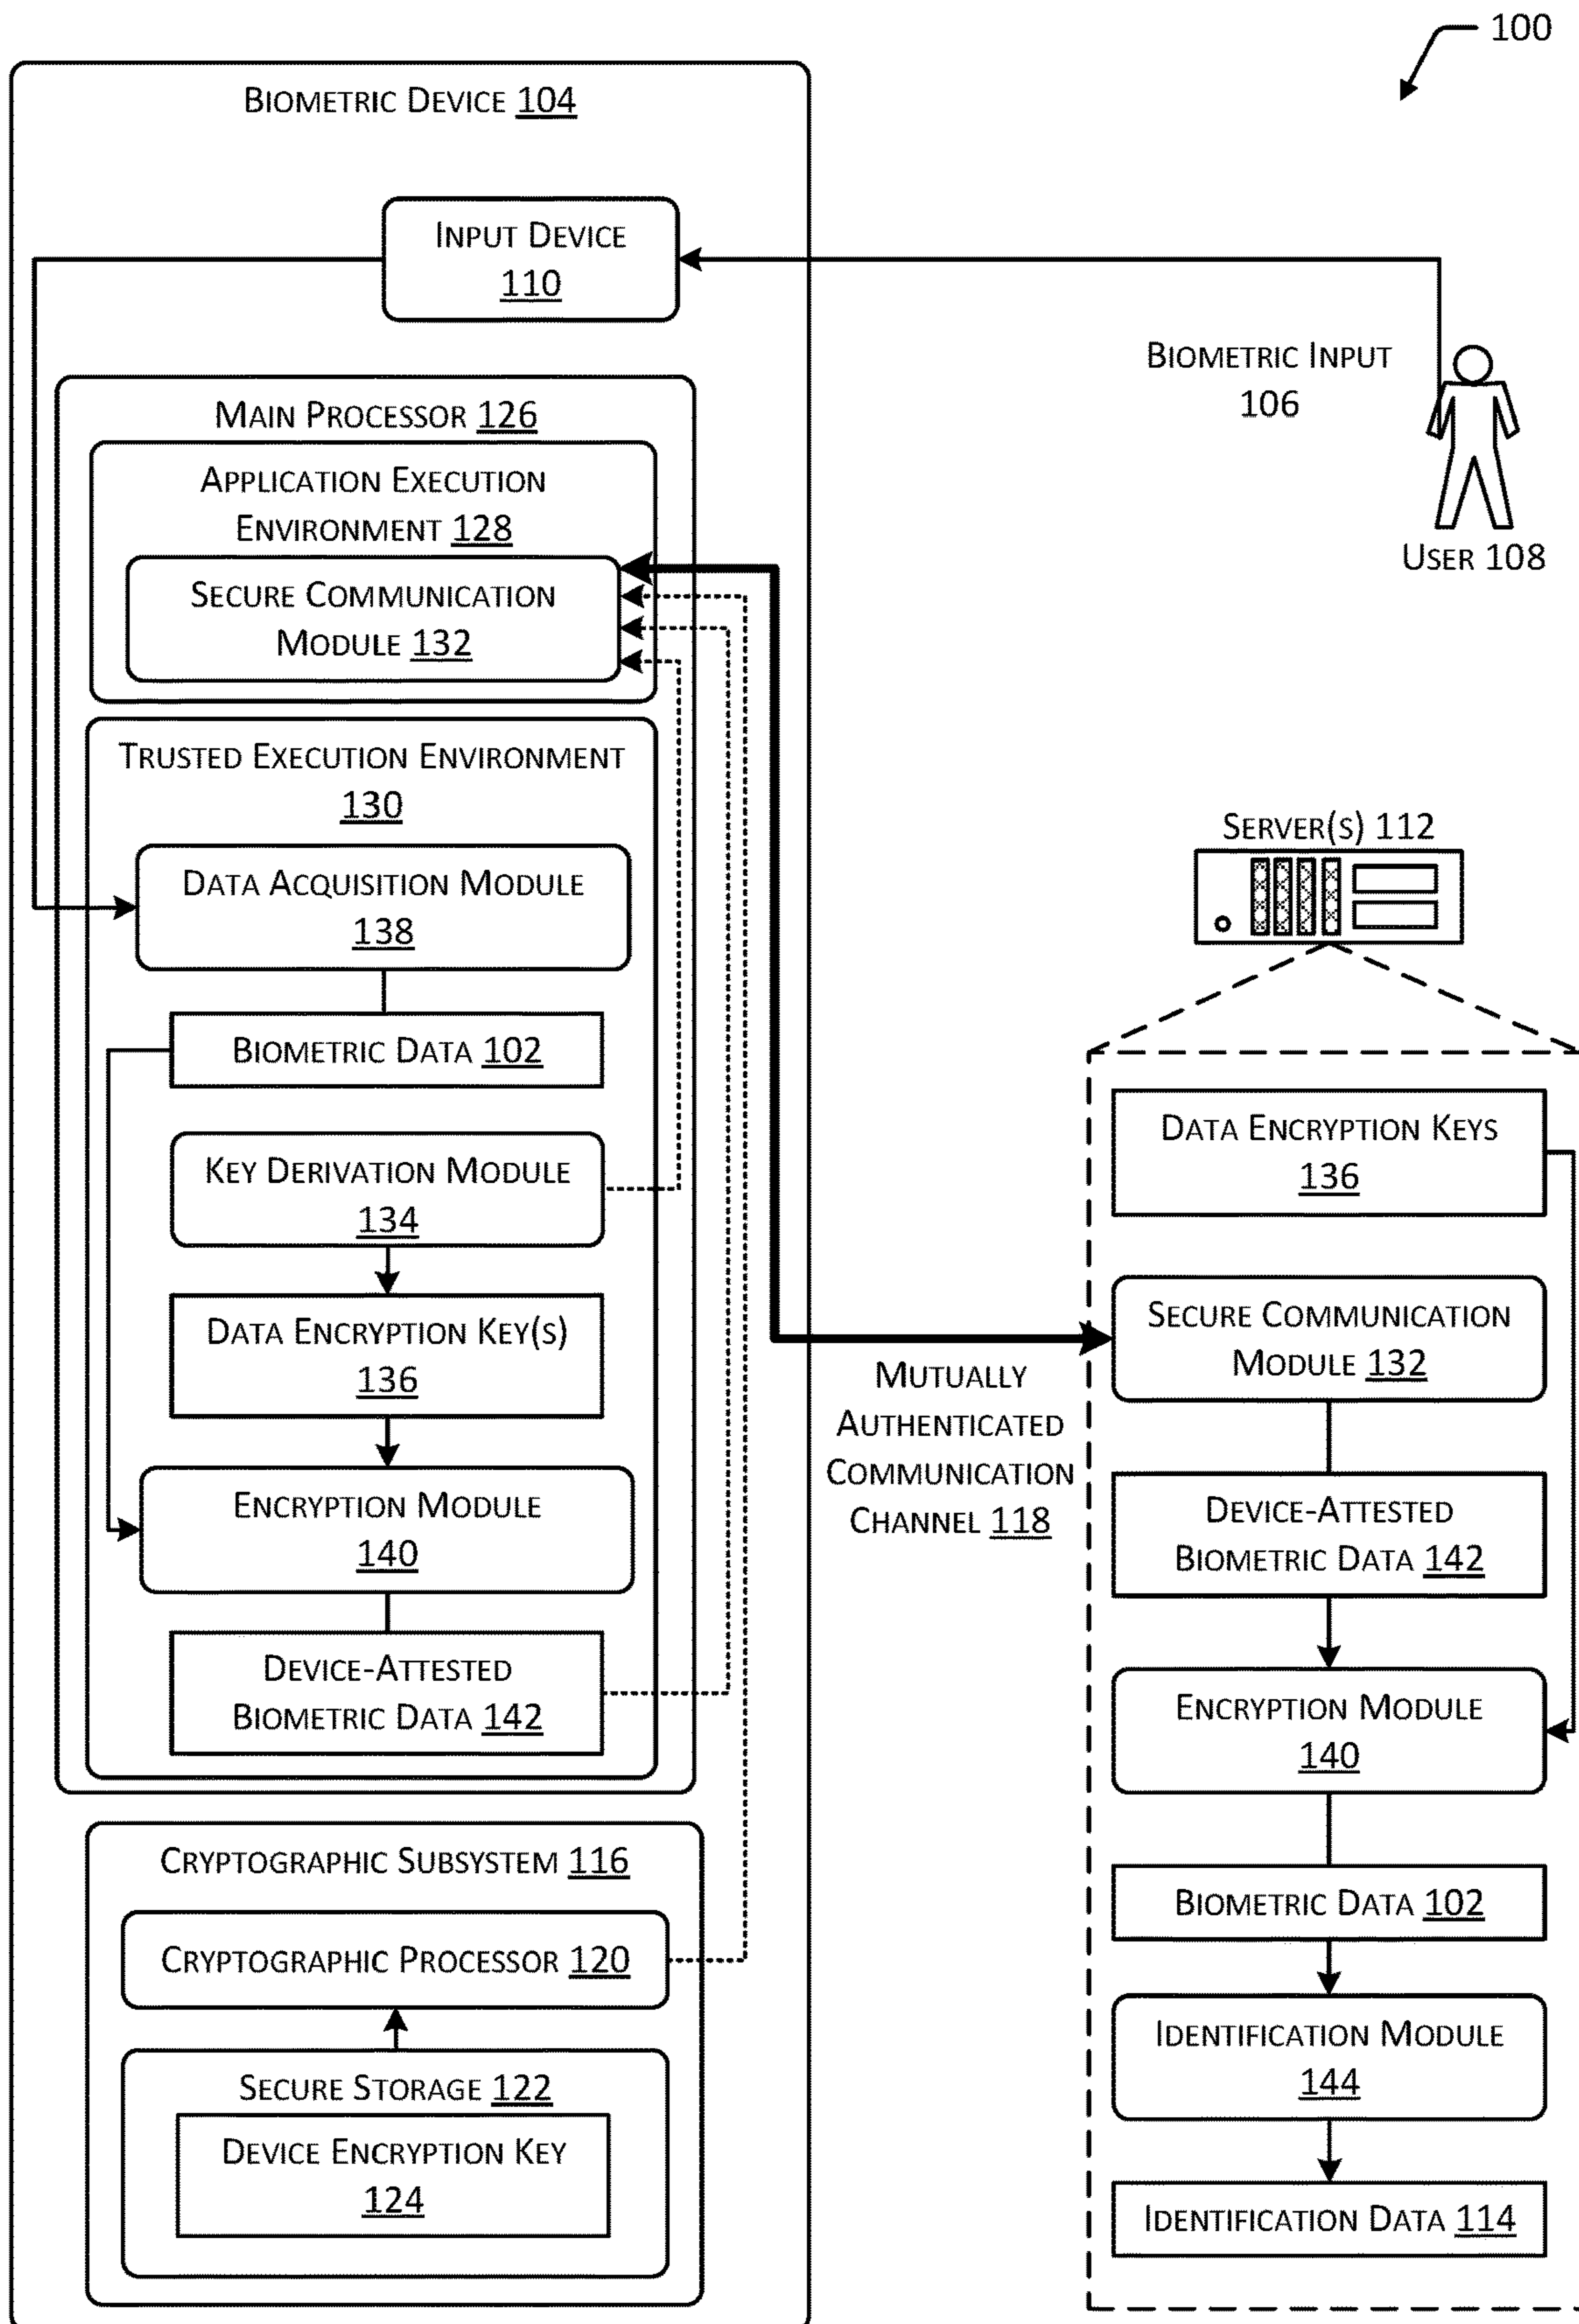 100
BIOMETRIC DEVICE 104
INPUT DEVICE
110
BIOMETRIC INPUT
106
USER 108
MAIN PROCESSOR 126
APPLICATION EXECUTION
ENVIRONMENT 128
SECURE COMMUNICATION
MODULE 132
TRUSTED EXECUTION ENVIRONMENT
130
DATA ACQUISITION MODULE
138
BIOMETRIC DATA 102
KEY DERIVATION MODULE
134
DATA ENCRYPTION KEY(S)
136
ENCRYPTION MODULE
140
DEVICE-ATTESTED
BIOMETRIC DATA 142
CRYPTOGRAPHIC SUBSYSTEM 116
CRYPTOGRAPHIC PROCESSOR 120
SECURE STORAGE 122
DEVICE ENCRYPTION KEY
124
MUTUALLY
AUTHENTICATED
COMMUNICATION
CHANNEL 118
SERVER(S) 112
DATA ENCRYPTION KEYS
136
SECURE COMMUNICATION
MODULE 132
DEVICE-ATTESTED
BIOMETRIC DATA 142
ENCRYPTION MODULE
140
BIOMETRIC DATA 102
IDENTIFICATION MODULE
144
IDENTIFICATION DATA 114